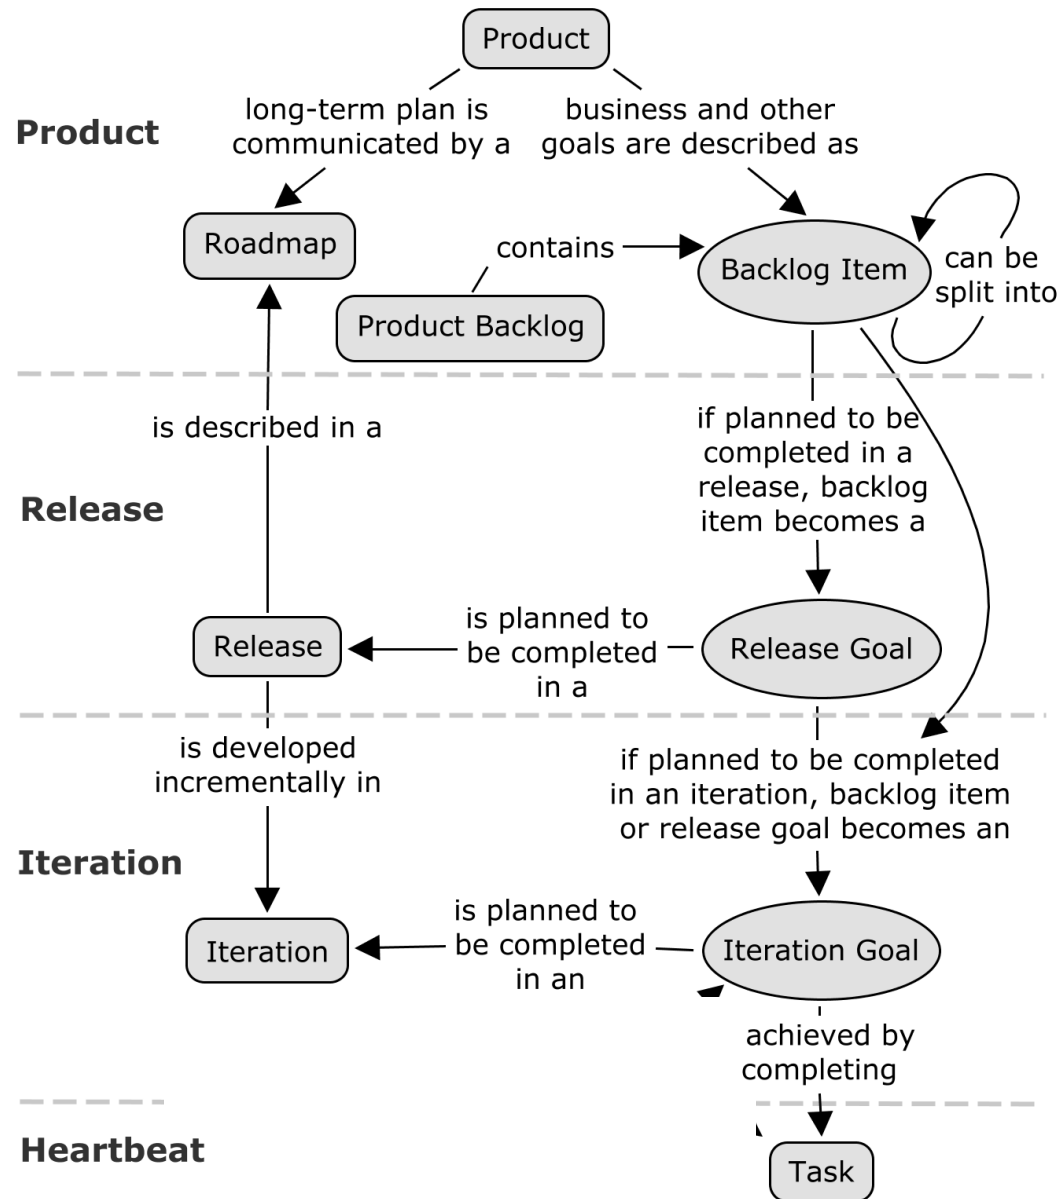 Product
long-term plan is
communicated by a
business and other
goals are described as
Product
Roadmap
contains
Backlog Item
can be
split into
Product Backlog
is described in a
if planned to be
completed in a
release, backlog
item becomes a
Release
Release
is planned to
be completed
in a
Release Goal
is developed
incrementally in
if planned to be completed
in an iteration, backlog item
or release goal becomes an
Iteration
Iteration
is planned to
be completed
in an
Iteration Goal
achieved by
completing
Heartbeat
Task